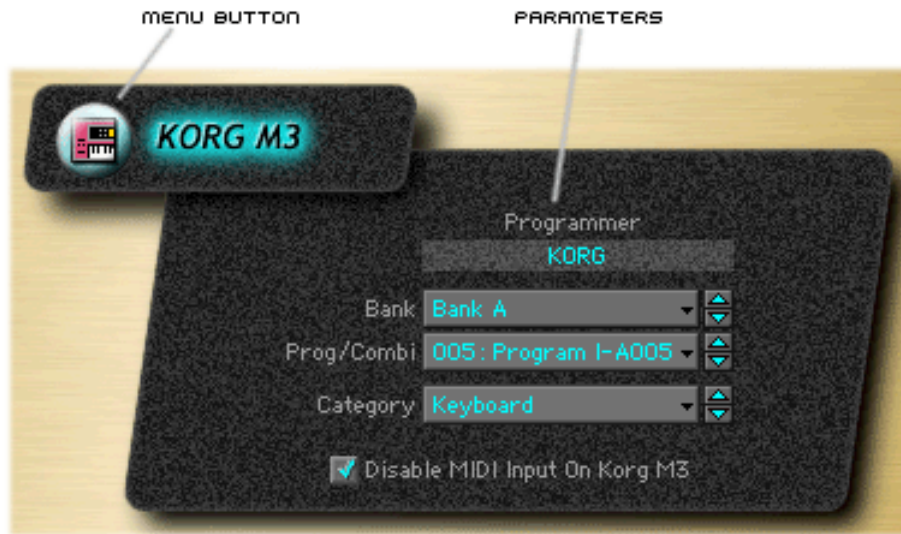 MENU BUTTON
PARAMETERS
KORG M3
Programmer
KORG
Bank
Bank A
Prog/Combi
005: Program I-A005
Category
Keyboard
Disable MIDI Input On Korg M3